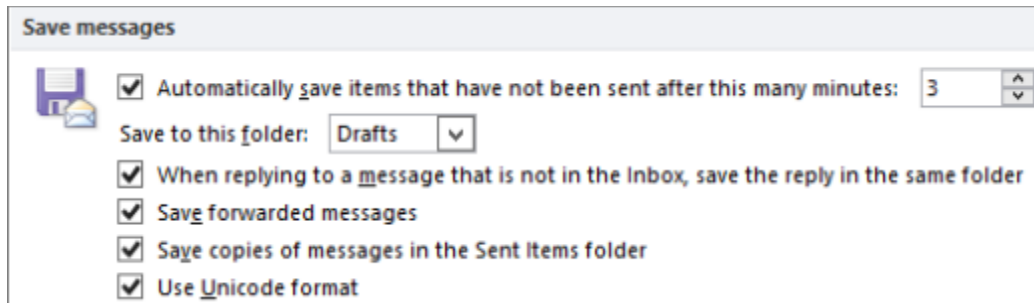 Save messages
Automatically save items that have not been sent after this many minutes: 3
Save to this folder: Drafts
When replying to a message that is not in the Inbox, save the reply in the same folder
Save forwarded messages
Save copies of messages in the Sent Items folder
Use Unicode format